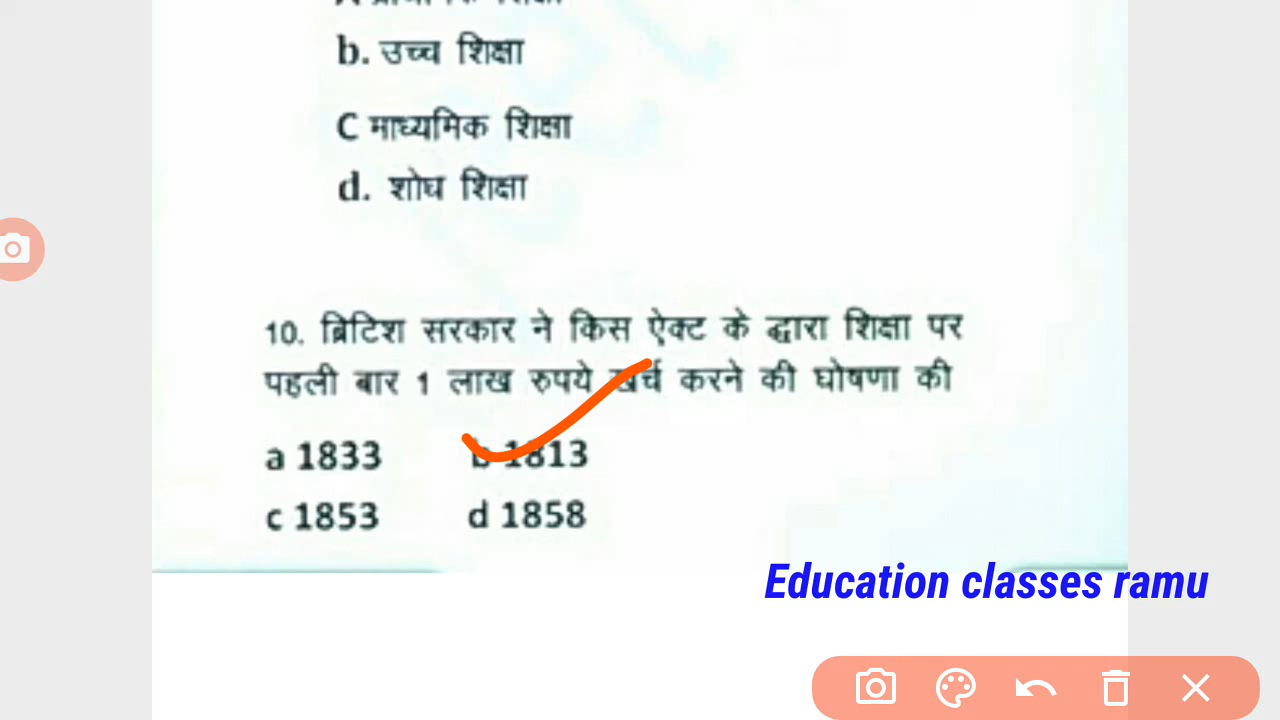 b. उच्च शिक्षा
C माध्यमिक शिक्षा
d. शोध शिक्षा
10. ब्रिटिश सरकार ने किस ऐक्ट के द्धारा शिक्षा पर
पहली बार 1 लाख रुपये खर्च करने की घोषणा की
a 1833 b 1813
c 1853 d 1858
Education classes ramu